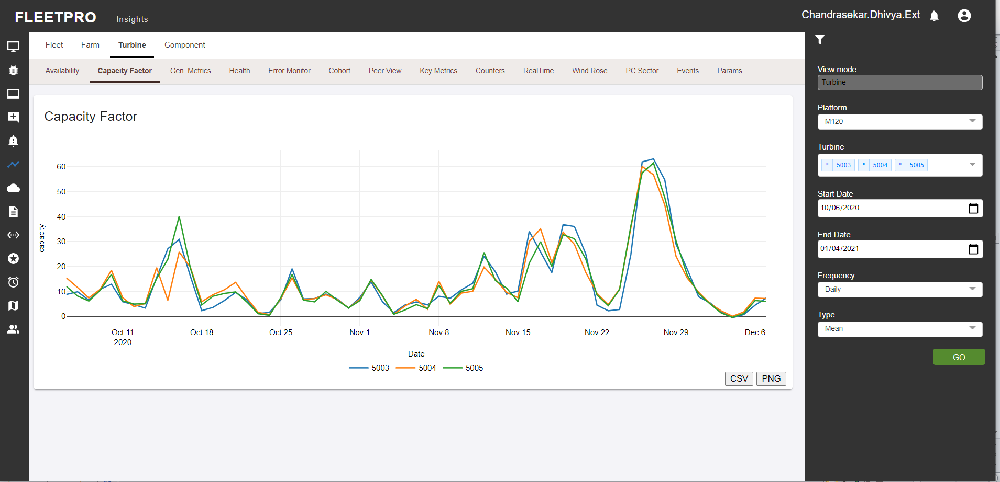 FLEETPRO Insights Chandrasekar.Dhivya.Ext
Fleet Farm Turbine Component
Availability Capacity Factor Gen. Metrics Health Error Monitor Cohort Peer View Key Metrics Counters RealTime Wind Rose PC Sector Events Params
Capacity Factor
60
50
40
30
20
10
0
capacity
Oct 11 Oct 18 Oct 25 Nov 1 Nov 8 Nov 15 Nov 22 Nov 29 Dec 6
2020
Date
5003 5004 5005
CSV PNG
View mode
Turbine
Platform
M120
Turbine
× 5003 × 5004 × 5005
Start Date
10/06/2020
End Date
01/04/2021
Frequency
Daily
Type
Mean
GO